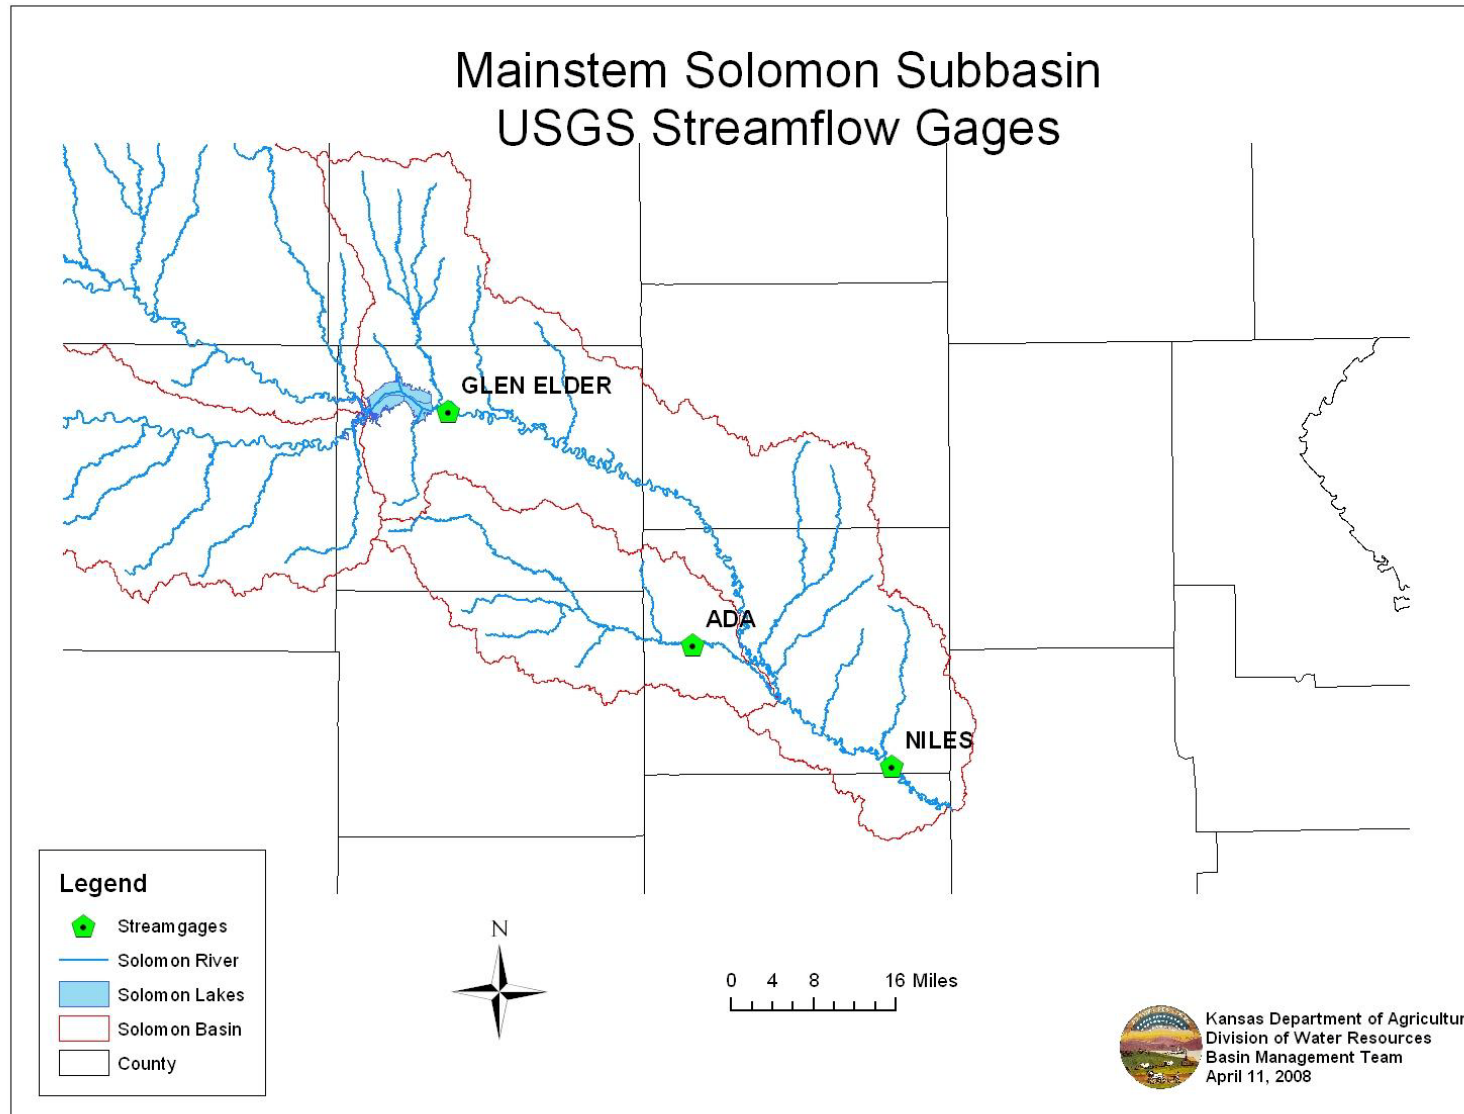 Mainstem Solomon Subbasin
USGS Streamflow Gages
GLEN ELDER
ADA
NILES
Legend
Streamgages
Solomon River
Solomon Lakes
Solomon Basin
County
N
0 4 8 16 Miles
Kansas Department of Agricultur
Division of Water Resources
Basin Management Team
April 11, 2008